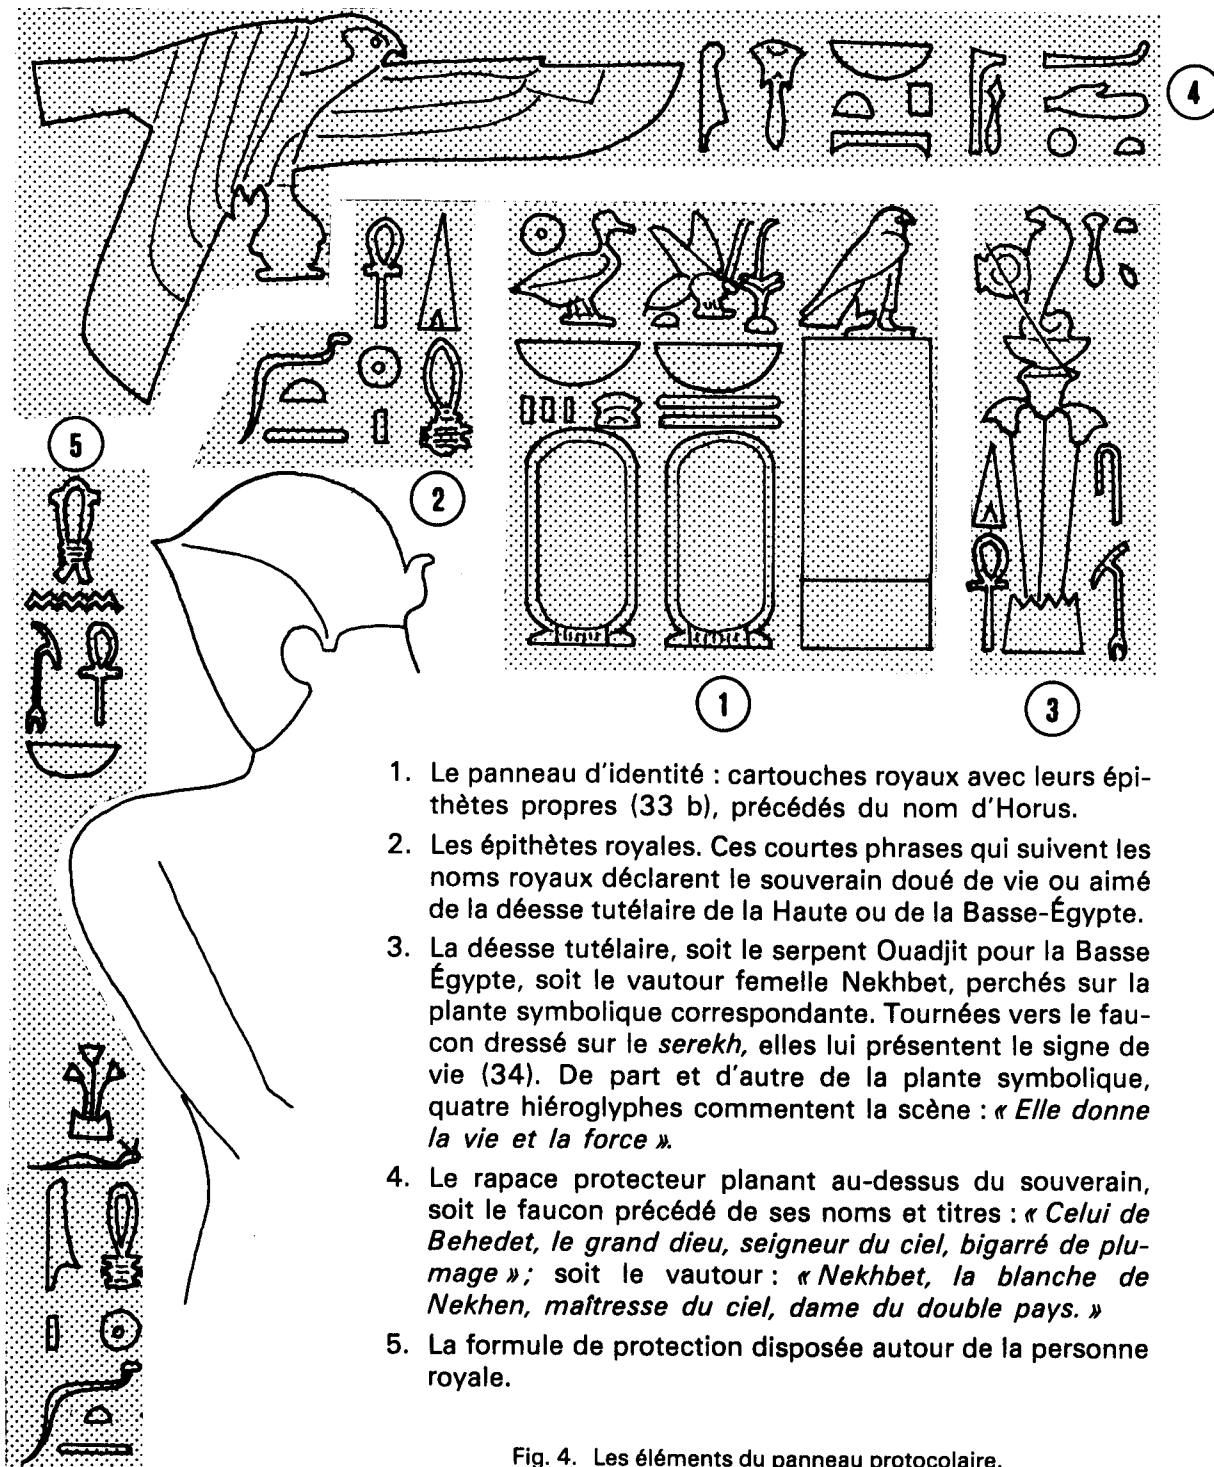 4
5
2
1
3
1. Le panneau d'identité : cartouches royaux avec leurs épi-
thètes propres (33 b), précédés du nom d'Horus.
2. Les épithètes royales. Ces courtes phrases qui suivent les
noms royaux déclarent le souverain doué de vie ou aimé
de la déesse tutélaire de la Haute ou de la Basse-Égypte.
3. La déesse tutélaire, soit le serpent Ouadjit pour la Basse
Égypte, soit le vautour femelle Nekhbet, perchés sur la
plante symbolique correspondante. Tournées vers le fau-
con dressé sur le serekh, elles lui présentent le signe de
vie (34). De part et d'autre de la plante symbolique,
quatre hiéroglyphes commentent la scène : « Elle donne
la vie et la force ».
4. Le rapace protecteur planant au-dessus du souverain,
soit le faucon précédé de ses noms et titres : « Celui de
Behedet, le grand dieu, seigneur du ciel, bigarré de plu-
mage » ; soit le vautour : « Nekhbet, la blanche de
Nekhen, maîtresse du ciel, dame du double pays. »
5. La formule de protection disposée autour de la personne
royale.
Fig. 4. Les éléments du panneau protocolaire.